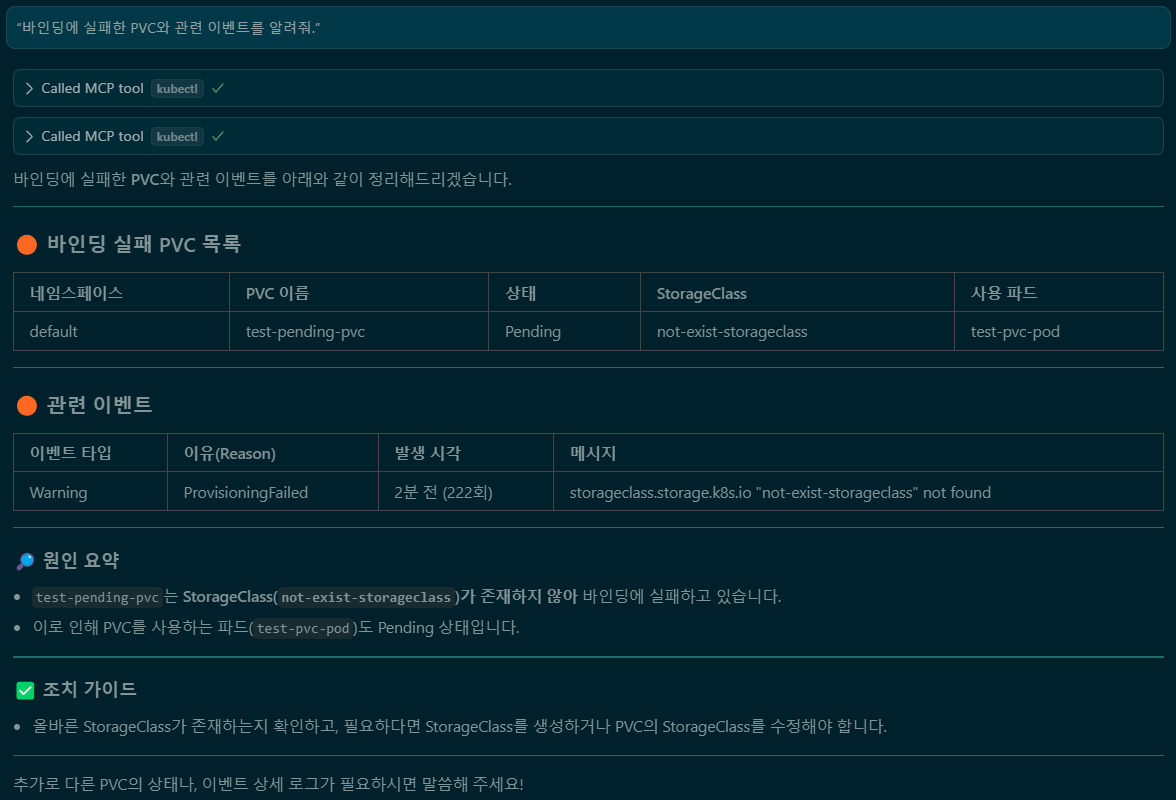 “바인딩에 실패한 PVC와 관련 이벤트를 알려줘.”
Called MCP tool kubectl
Called MCP tool kubectl
바인딩에 실패한 PVC와 관련 이벤트를 아래와 같이 정리해드리겠습니다.
바인딩 실패 PVC 목록
네임스페이스 PVC 이름 상태 StorageClass 사용 파드
default test-pending-pvc Pending not-exist-storageclass test-pvc-pod
관련 이벤트
이벤트 타입 이유(Reason) 발생 시각 메시지
Warning ProvisioningFailed 2분 전 (222회) storageclass.storage.k8s.io "not-exist-storageclass" not found
원인 요약
• test-pending-pvc는 StorageClass(not-exist-storageclass)가 존재하지 않아 바인딩에 실패하고 있습니다.
• 이로 인해 PVC를 사용하는 파드(test-pvc-pod)도 Pending 상태입니다.
조치 가이드
• 올바른 StorageClass가 존재하는지 확인하고, 필요하다면 StorageClass를 생성하거나 PVC의 StorageClass를 수정해야 합니다.
추가로 다른 PVC의 상태나, 이벤트 상세 로그가 필요하시면 말씀해 주세요!